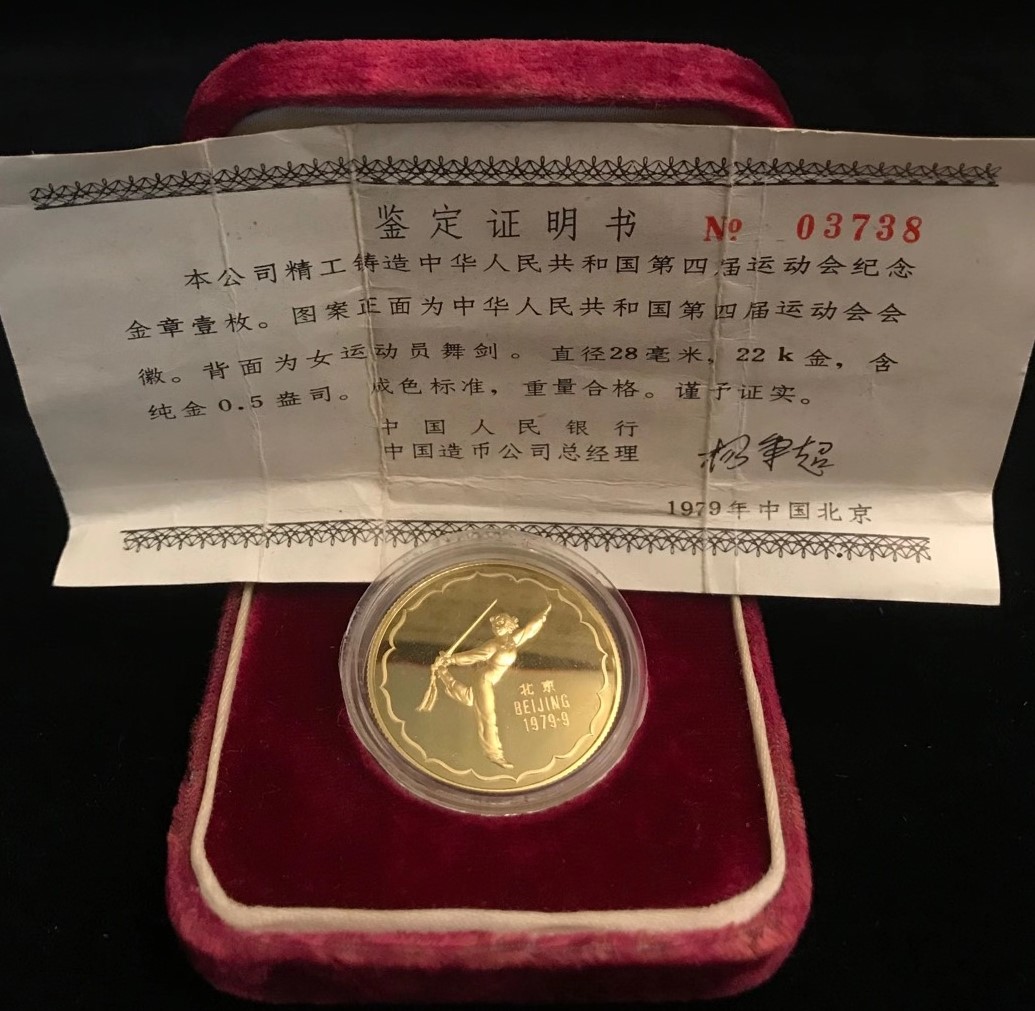 鉴定证明书 № 03738
本公司精工铸造中华人民共和国第四届运动会纪念
金章壹枚。图案正面为中华人民共和国第四届运动会会
徽。背面为女运动员舞剑。直径28毫米，22 k 金，含
纯金 0.5 盎司。成色标准，重量合格。谨予证实。
中国人民银行
中国造币公司总经理 杨秉超
1979年中国北京
北京
BEIJING
1979·9